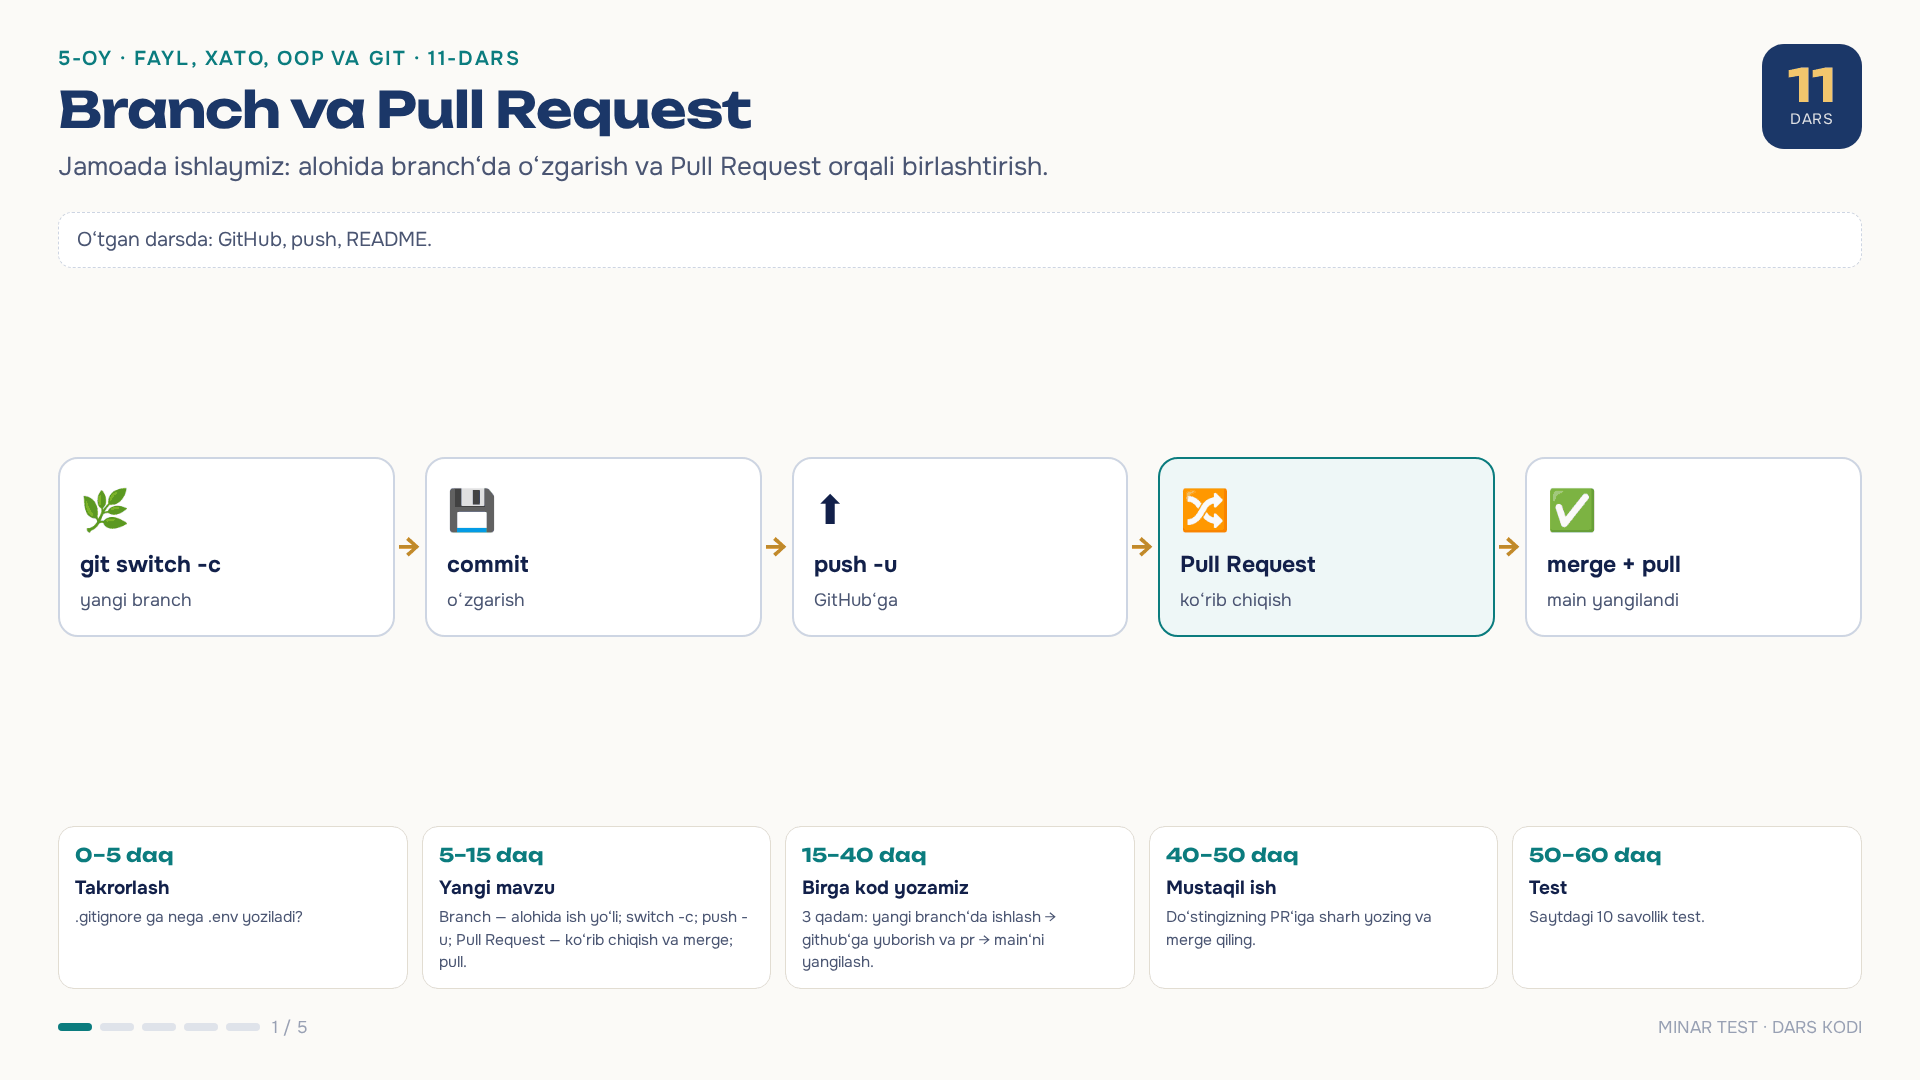 5-OY · FAYL, XATO, OOP VA GIT · 11-DARS
Branch va Pull Request
Jamoada ishlaymiz: alohida branch‘da o‘zgarish va Pull Request orqali birlashtirish.
11
DARS
O‘tgan darsda: GitHub, push, README.
git switch -c
yangi branch
commit
o‘zgarish
push -u
GitHub‘ga
Pull Request
ko‘rib chiqish
merge + pull
main yangilandi
0–5 daq
Takrorlash
.gitignore ga nega .env yoziladi?
5–15 daq
Yangi mavzu
Branch — alohida ish yo‘li; switch -c; push -
u; Pull Request — ko‘rib chiqish va merge;
pull.
15–40 daq
Birga kod yozamiz
3 qadam: yangi branch‘da ishlash →
github‘ga yuborish va pr → main‘ni
yangilash.
40–50 daq
Mustaqil ish
Do‘stingizning PR‘iga sharh yozing va
merge qiling.
50–60 daq
Test
Saytdagi 10 savollik test.
1 / 5
MINAR TEST · DARS KODI